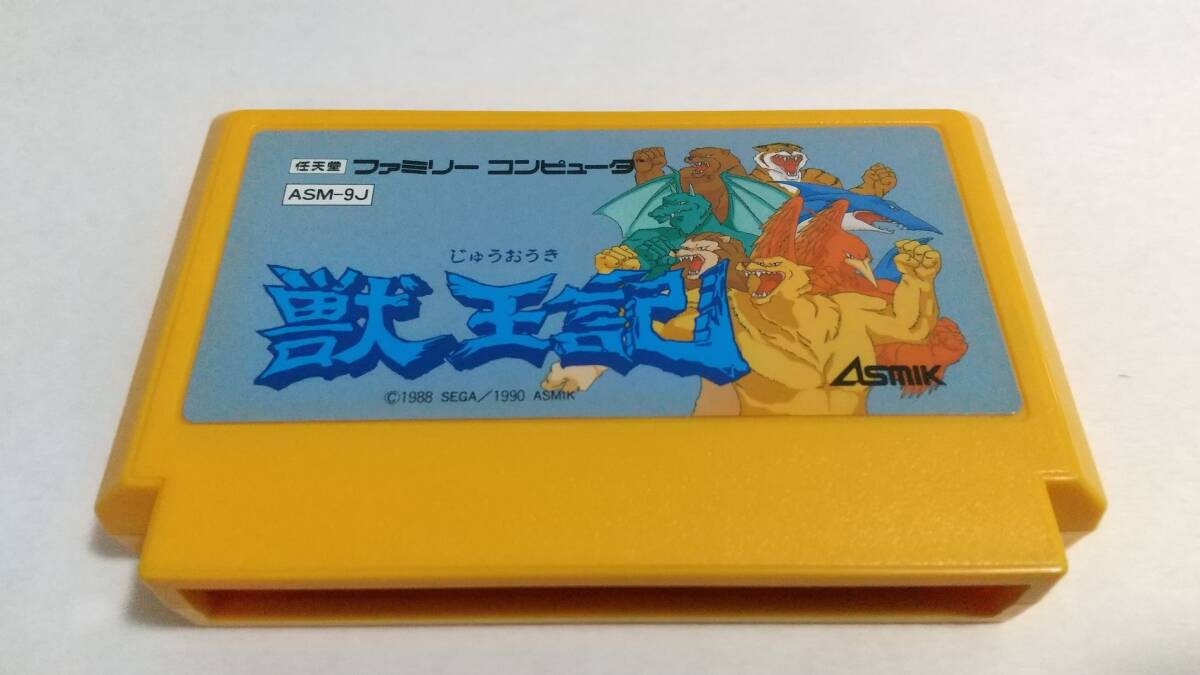 任天堂 ファミリー コンピュータ
ASM-9J
じゅうおうき
獣王記
©1988 SEGA/1990 ASMIK
ASMIK